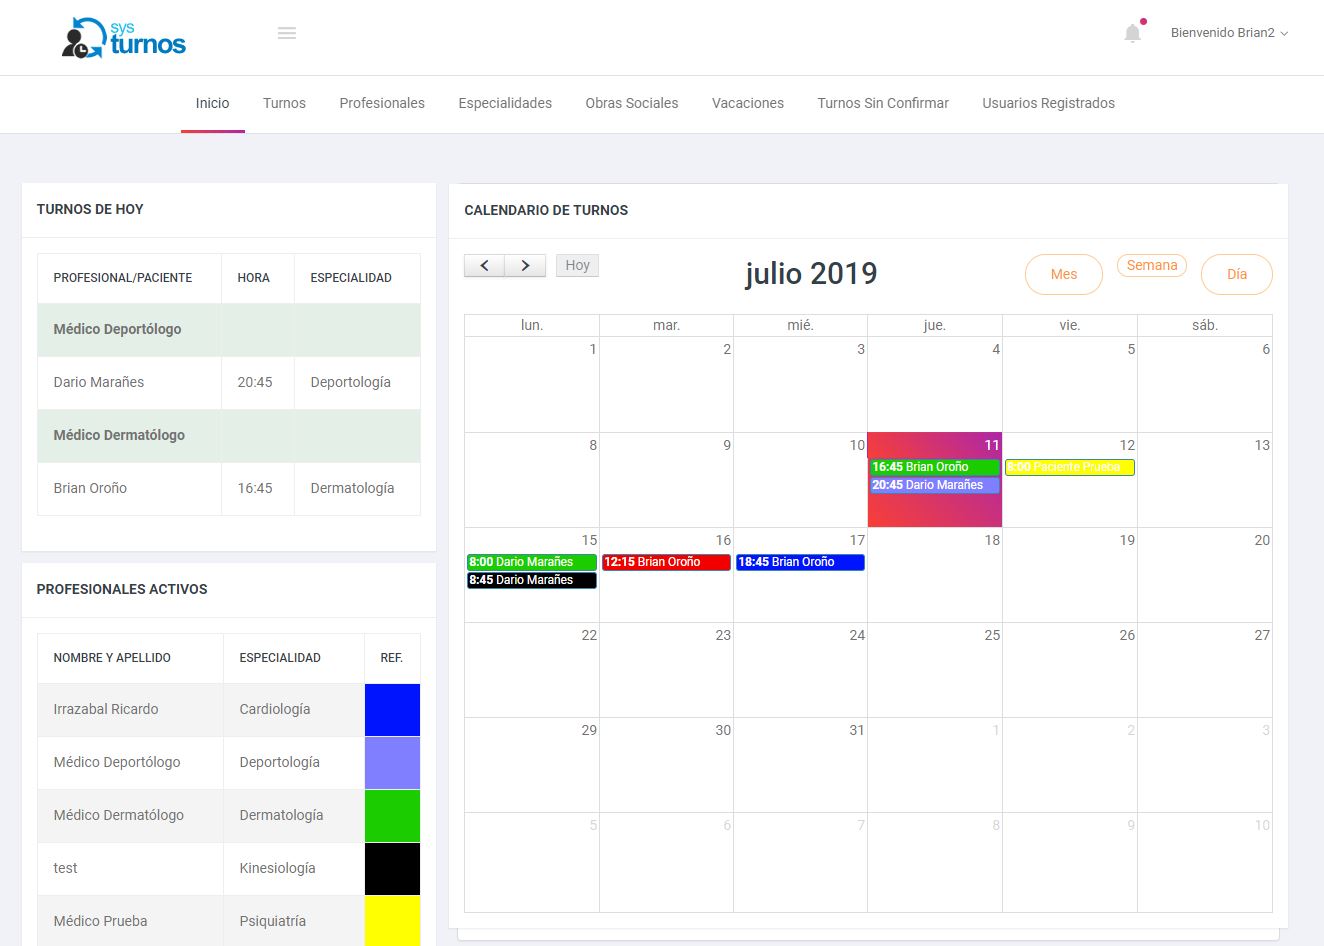 sys
turnos
Bienvenido Brian2
Inicio Turnos Profesionales Especialidades Obras Sociales Vacaciones Turnos Sin Confirmar Usuarios Registrados
TURNOS DE HOY
PROFESIONAL/PACIENTE HORA ESPECIALIDAD
Médico Deportólogo
Dario Marañes 20:45 Deportología
Médico Dermatólogo
Brian Oroño 16:45 Dermatología
PROFESIONALES ACTIVOS
NOMBRE Y APELLIDO ESPECIALIDAD REF.
Irrazabal Ricardo Cardiología
Médico Deportólogo Deportología
Médico Dermatólogo Dermatología
test Kinesiología
Médico Prueba Psiquiatría
CALENDARIO DE TURNOS
Hoy julio 2019 Mes Semana Día
lun. mar. mié. jue. vie. sáb.
1 2 3 4 5 6
8 9 10 11 12 13
16:45 Brian Oroño 8:00 Paciente Prueba
20:45 Dario Marañes
15 16 17 18 19 20
8:00 Dario Marañes 12:15 Brian Oroño 18:45 Brian Oroño
8:45 Dario Marañes
22 23 24 25 26 27
29 30 31 1 2 3
5 6 7 8 9 10